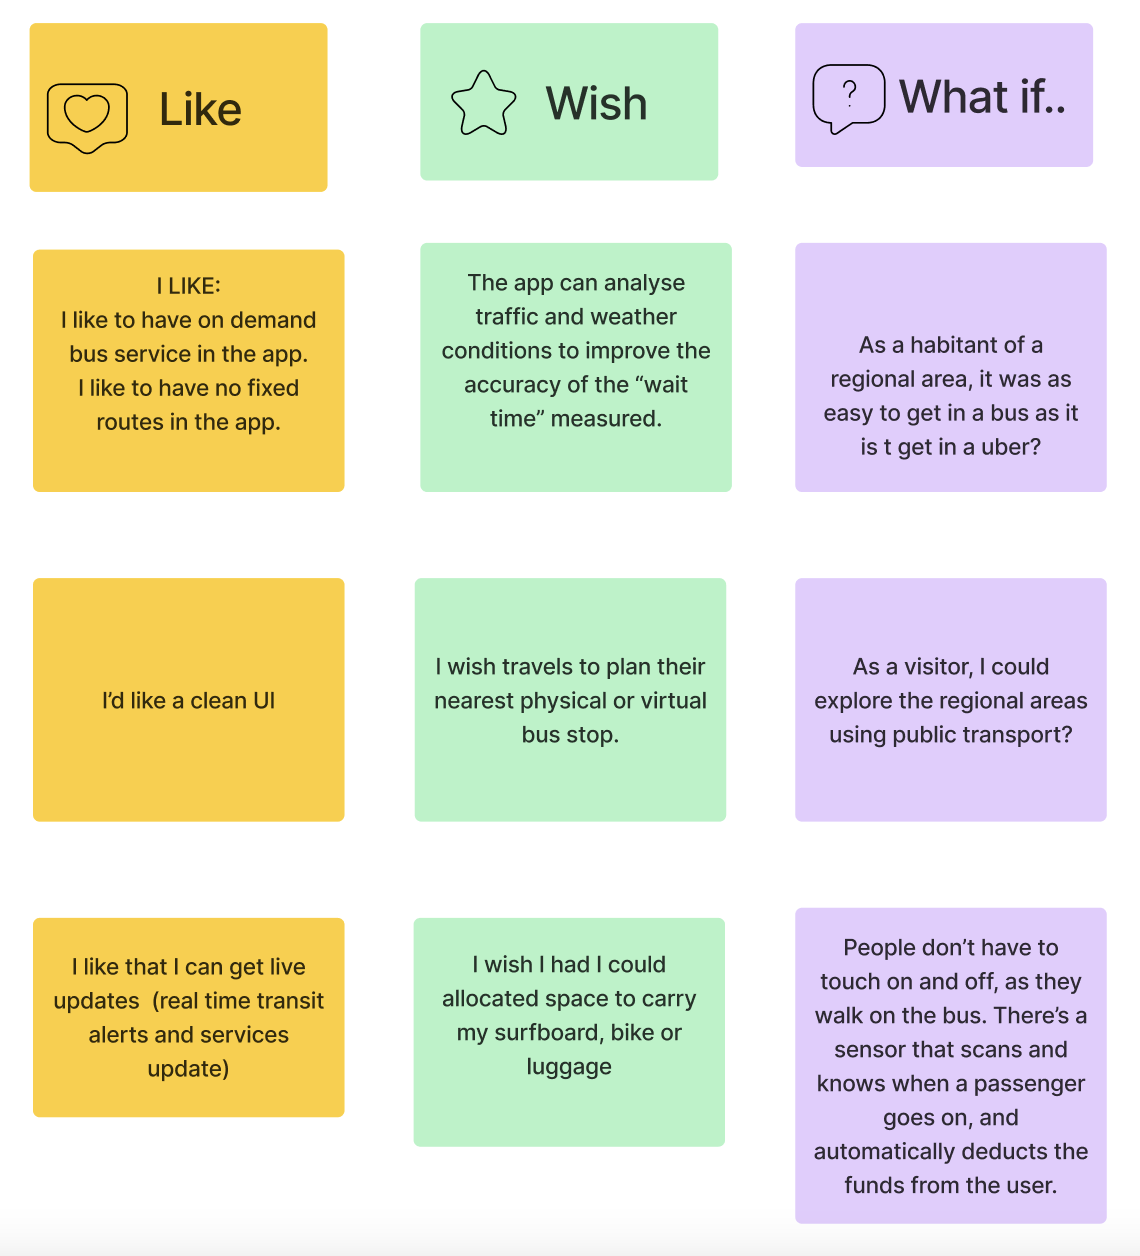 Like
Wish
What if..
I LIKE:
I like to have on demand
bus service in the app.
I like to have no fixed
routes in the app.
The app can analyse
traffic and weather
conditions to improve the
accuracy of the “wait
time” measured.
As a habitant of a
regional area, it was as
easy to get in a bus as it
is t get in a uber?
I’d like a clean UI
I wish travels to plan their
nearest physical or virtual
bus stop.
As a visitor, I could
explore the regional areas
using public transport?
I like that I can get live
updates  (real time transit
alerts and services
update)
I wish I had I could
allocated space to carry
my surfboard, bike or
luggage
People don’t have to
touch on and off, as they
walk on the bus. There’s a
sensor that scans and
knows when a passenger
goes on, and
automatically deducts the
funds from the user.